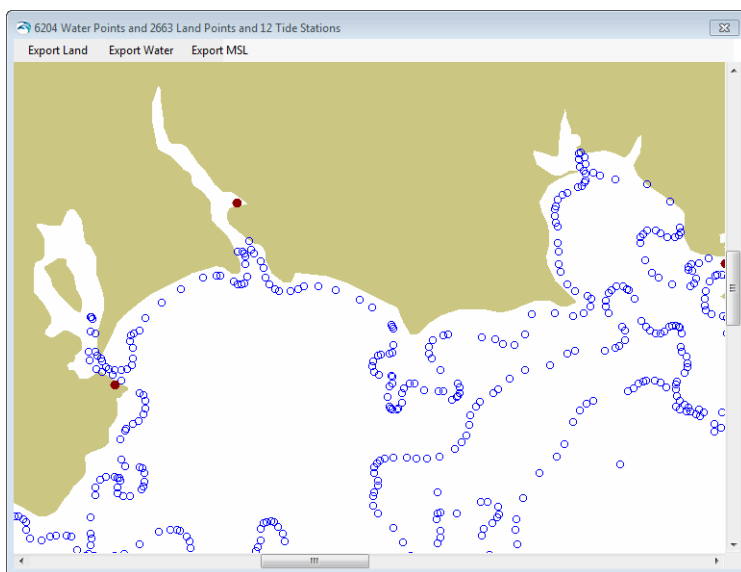 6204 Water Points and 2663 Land Points and 12 Tide Stations
Export Land Export Water Export MSL